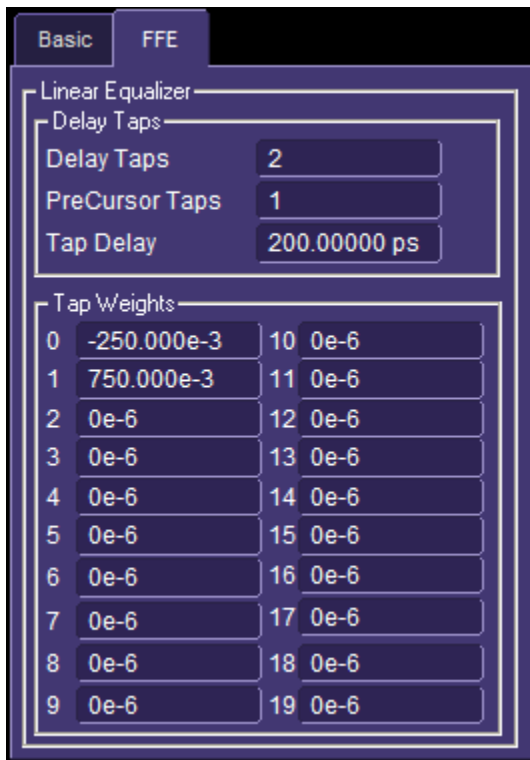 Basic FFE
Linear Equalizer
Delay Taps
Delay Taps 2
PreCursor Taps 1
Tap Delay 200.00000 ps
Tap Weights
0 -250.000e-3 10 0e-6
1 750.000e-3 11 0e-6
2 0e-6 12 0e-6
3 0e-6 13 0e-6
4 0e-6 14 0e-6
5 0e-6 15 0e-6
6 0e-6 16 0e-6
7 0e-6 17 0e-6
8 0e-6 18 0e-6
9 0e-6 19 0e-6